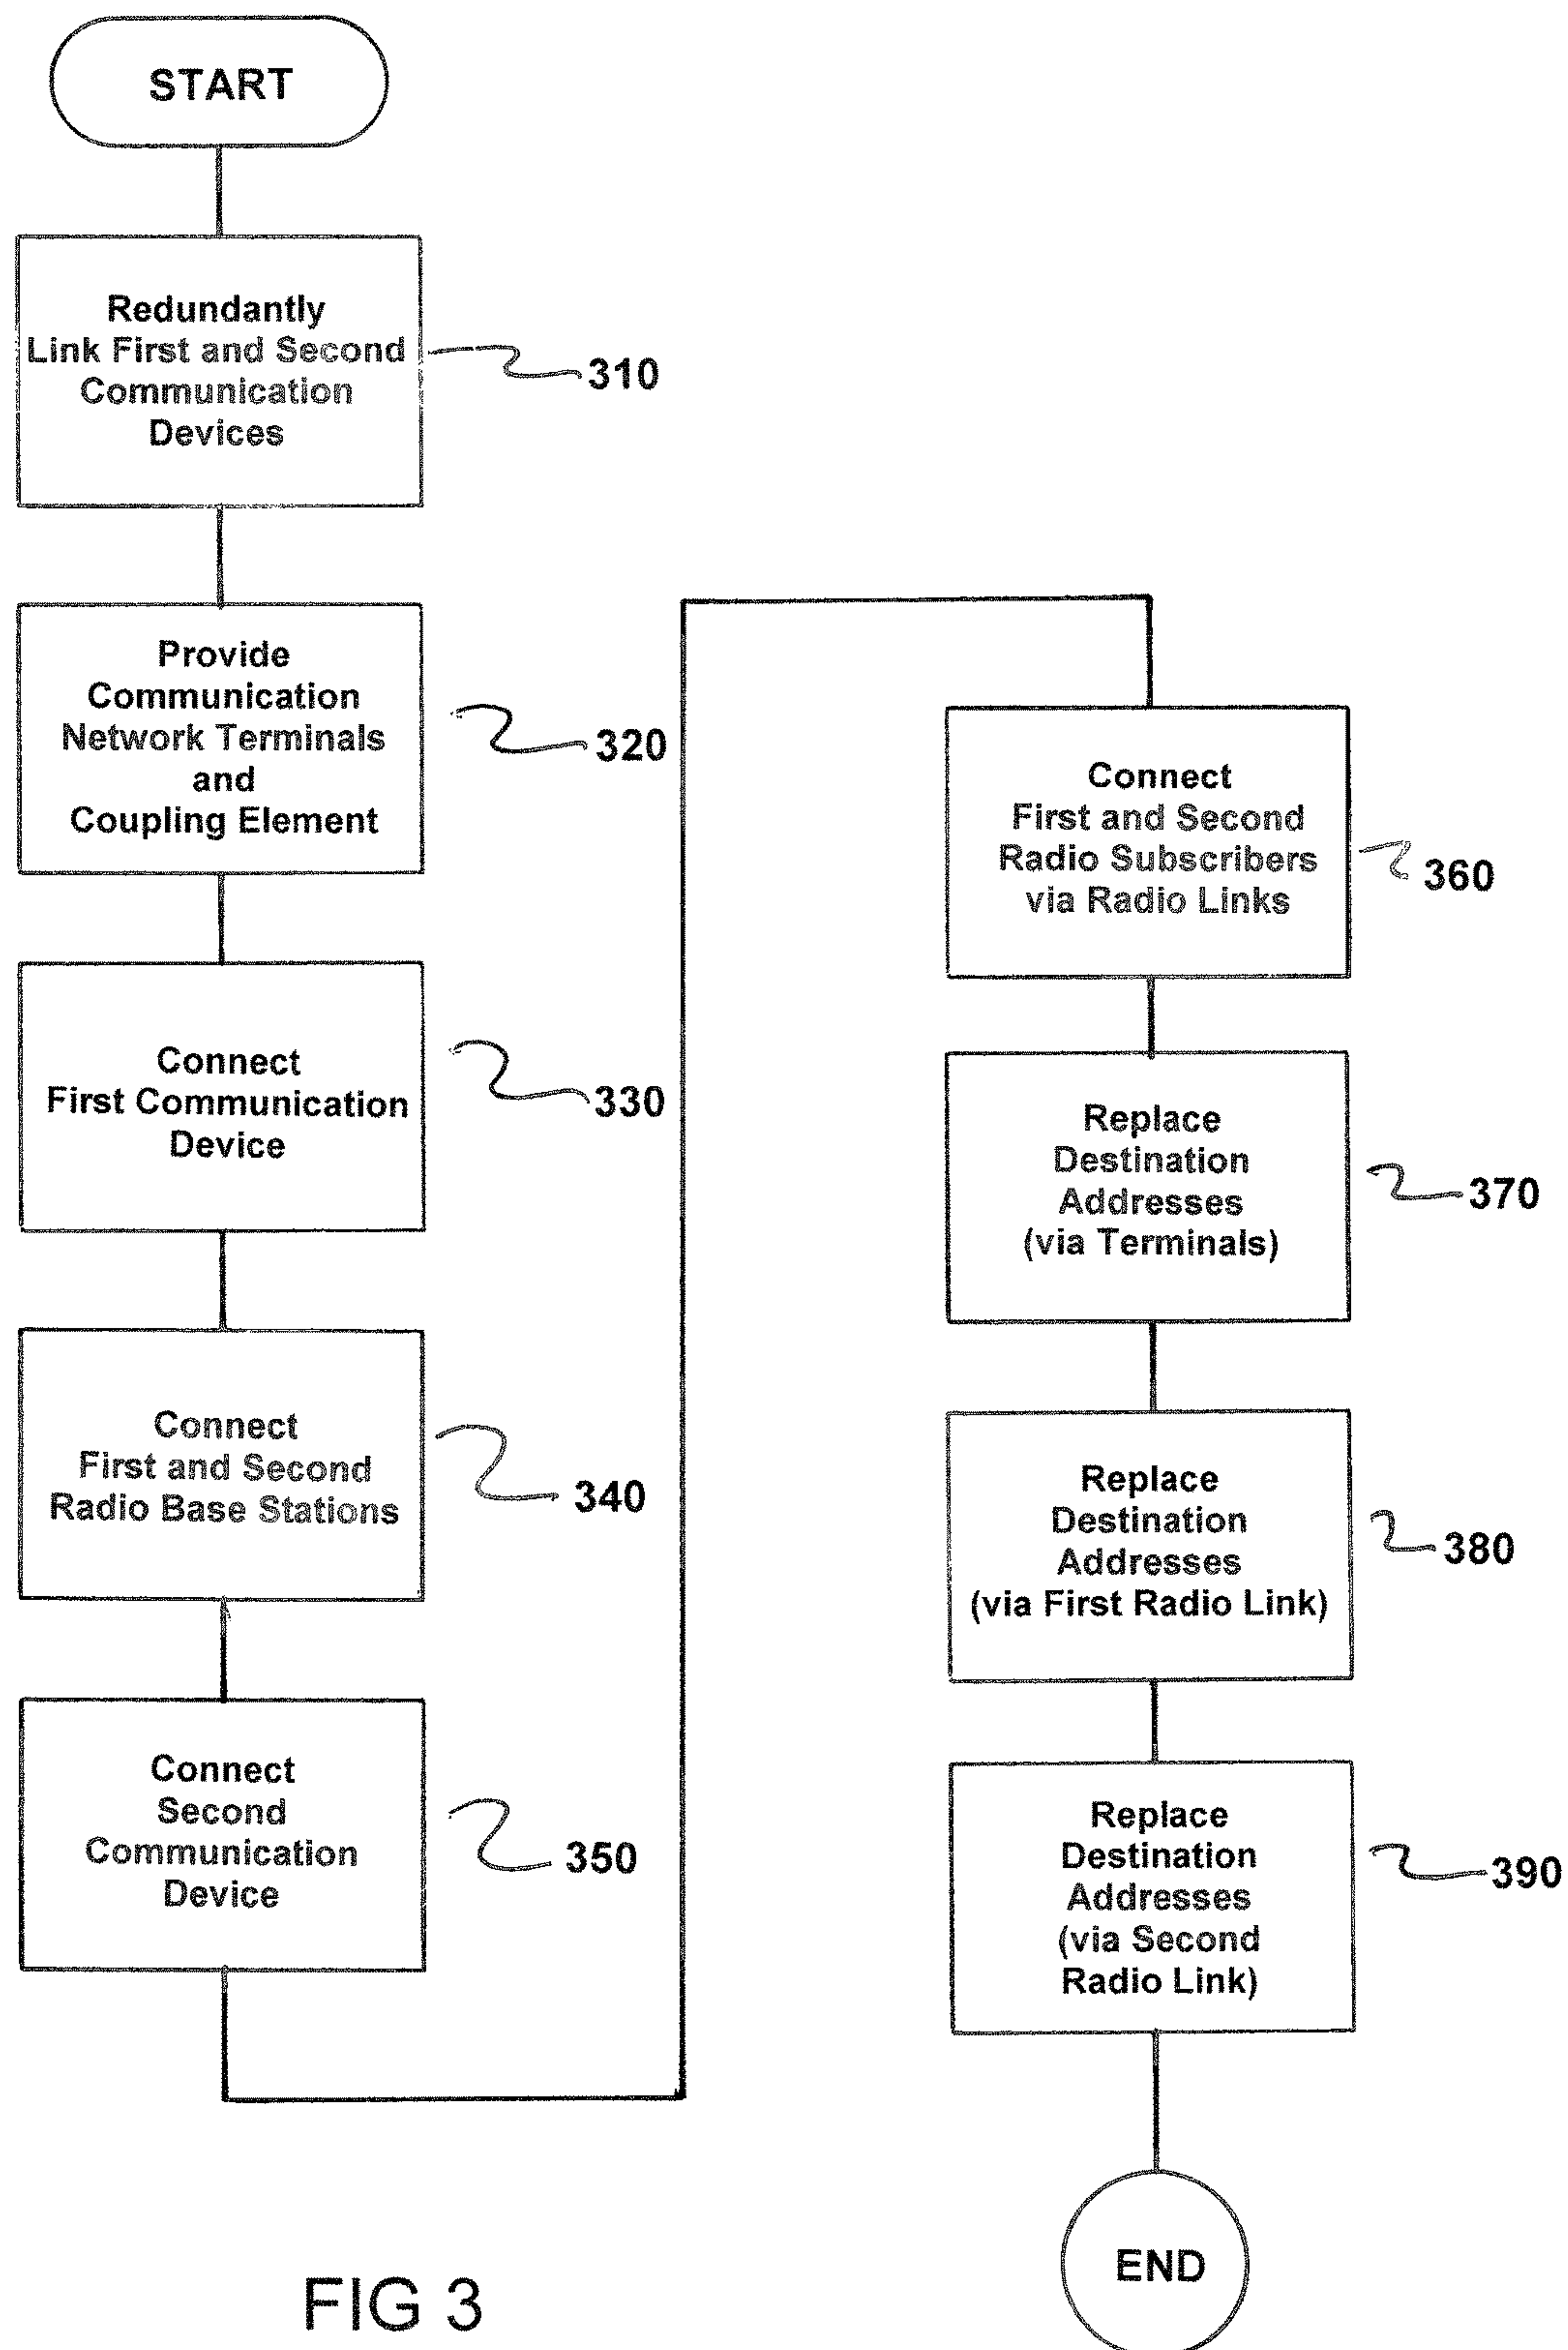 START
Redundantly
Link First and Second
Communication
Devices
310
Provide
Communication
Network Terminals
and
Coupling Element
320
Connect
First Communication
Device
330
Connect
First and Second
Radio Base Stations
340
Connect
Second
Communication
Device
350
Connect
First and Second
Radio Subscribers
via Radio Links
360
Replace
Destination
Addresses
(via Terminals)
370
Replace
Destination
Addresses
(via First Radio Link)
380
Replace
Destination
Addresses
(via Second
Radio Link)
390
END
FIG 3